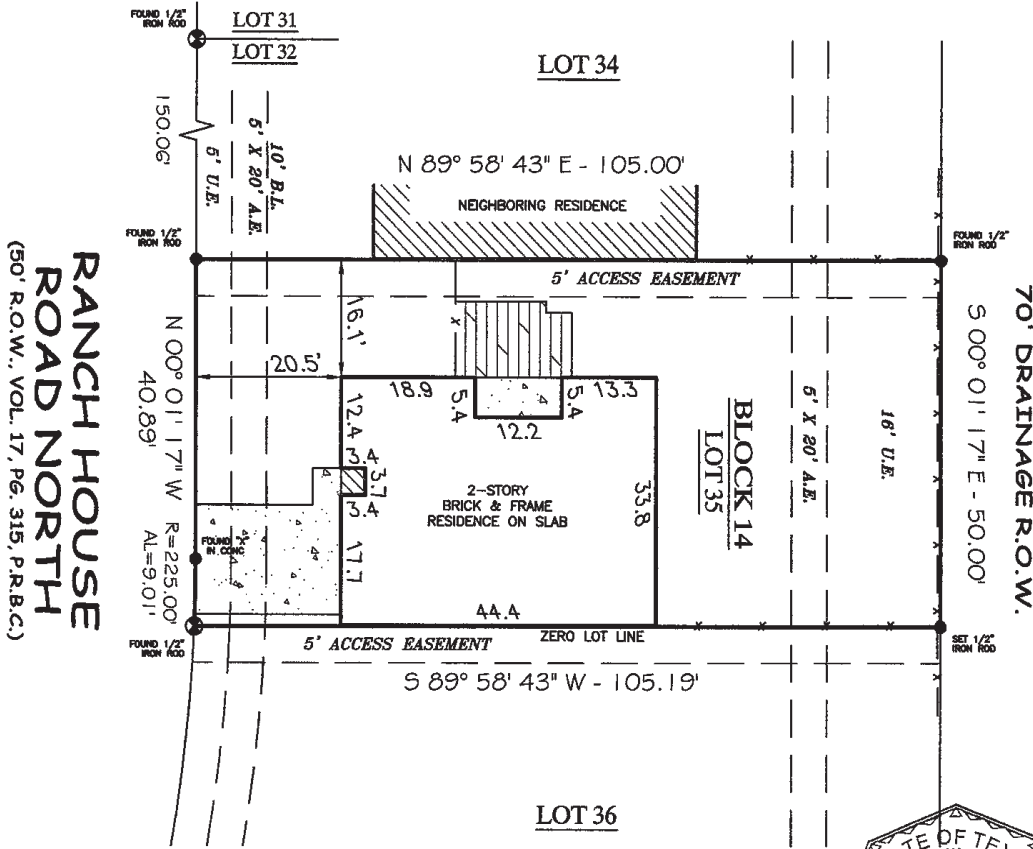 FOUND 1/2"
IRON ROD
LOT 31
LOT 32
LOT 34
150.06'
5' U.E.
5' X 20' A.E.
10' B.L.
N 89° 58' 43" E - 105.00'
NEIGHBORING RESIDENCE
FOUND 1/2"
IRON ROD
FOUND 1/2"
IRON ROD
5' ACCESS EASEMENT
70' DRAINAGE R.O.W.
S 00° 01' 17" E - 50.00'
RANCH HOUSE
ROAD NORTH
(50' R.O.W., VOL. 17, PG. 315, P.R.B.C.)
N 00° 01' 17" W
40.89'
16.1'
20.5'
18.9
5.4
12.2
5.4
13.3
12.4
3.4
3.7
3.4
17.7
33.8
2-STORY
BRICK & FRAME
RESIDENCE ON SLAB
BLOCK 14
LOT 35
5' X 20' A.E.
16' U.E.
FOUND "X"
IN CONC
R=225.00'
AL=9.01'
44.4
FOUND 1/2"
IRON ROD
5' ACCESS EASEMENT
ZERO LOT LINE
SET 1/2"
IRON ROD
S 89° 58' 43" W - 105.19'
LOT 36
TE OF TE